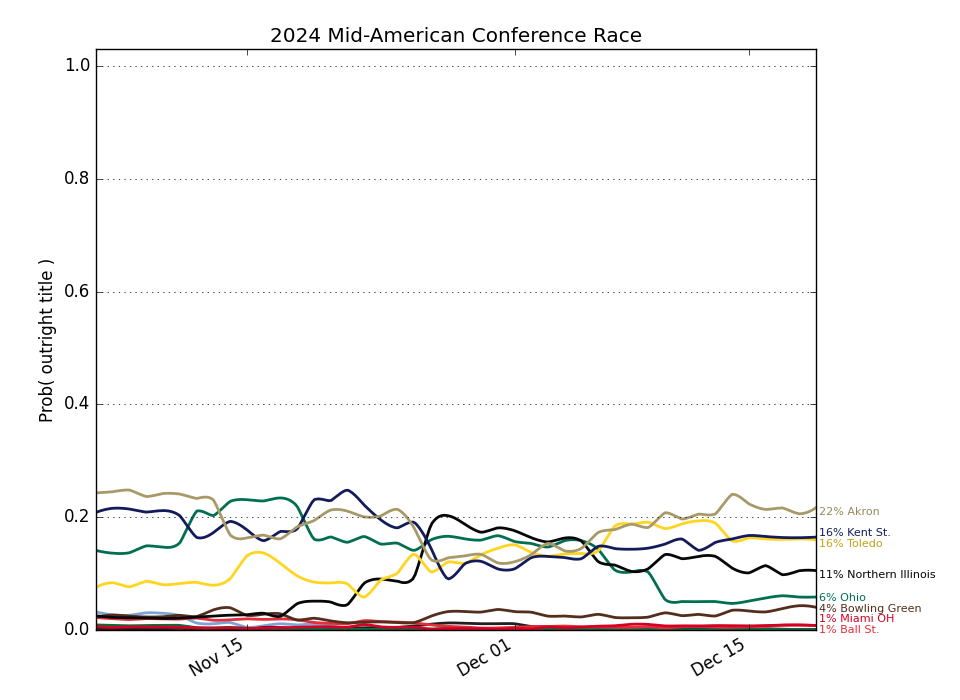 2024 Mid-American Conference Race
Prob( outright title )
1.0
0.8
0.6
0.4
0.2
0.0
Nov 15
Dec 01
Dec 15
22% Akron
16% Kent St.
16% Toledo
11% Northern Illinois
6% Ohio
4% Bowling Green
1% Miami OH
1% Ball St.